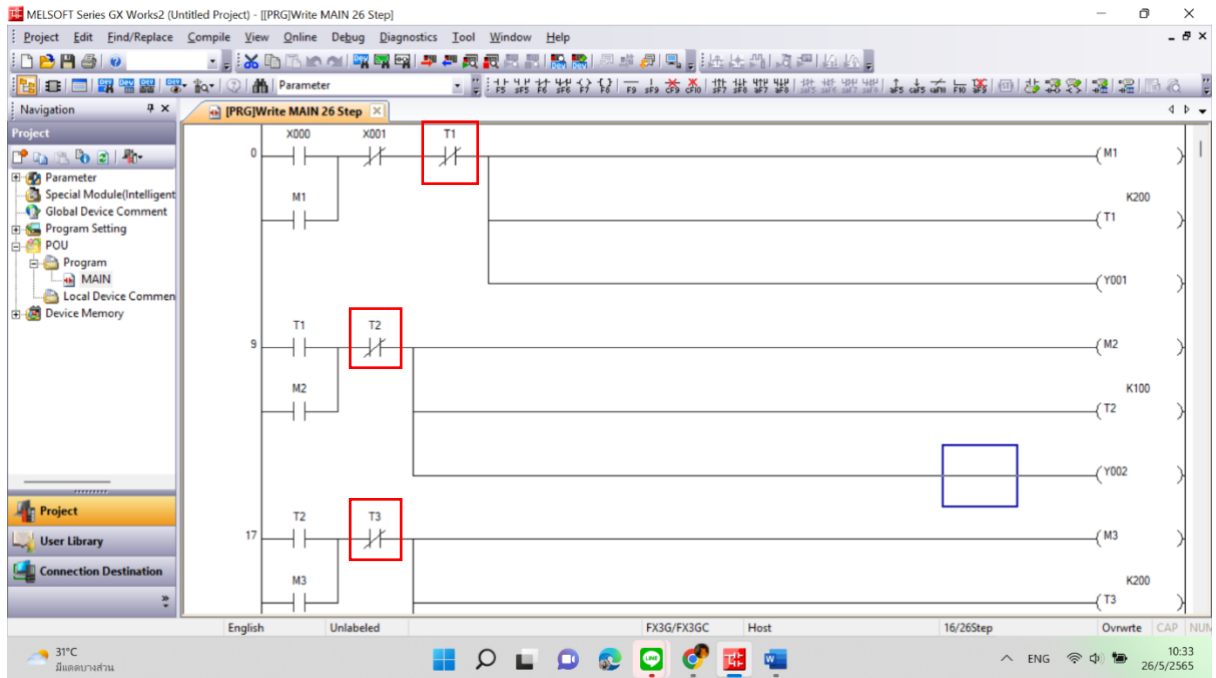 MELSOFT Series GX Works2 (Untitled Project) - [[PRG]Write MAIN 26 Step]
Project Edit Find/Replace Compile View Online Debug Diagnostics Tool Window Help
Parameter
Navigation
[PRG]Write MAIN 26 Step
Project
Parameter
Special Module(Intelligent
Global Device Comment
Program Setting
POU
Program
MAIN
Local Device Commen
Device Memory
Project
User Library
Connection Destination
X000 X001 T1
0 M1
M1 K200
T1
Y001
T1 T2
9 M2
M2 K100
T2
Y002
T2 T3
17 M3
M3 K200
T3
English Unlabeled FX3G/FX3GC Host 16/26Step Ovrwrte CAP NUM
31°C
มีแดดบางส่วน
ENG
10:33
26/5/2565